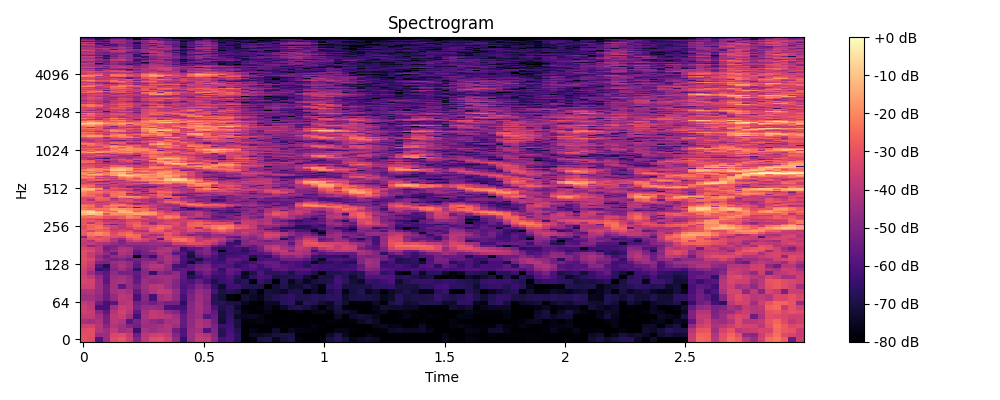 Spectrogram
+0 dB
4096
-10 dB
2048
-20 dB
1024
-30 dB
Hz
512
-40 dB
256
-50 dB
128
-60 dB
64
-70 dB
0
-80 dB
0
0.5
1
1.5
2
2.5
Time